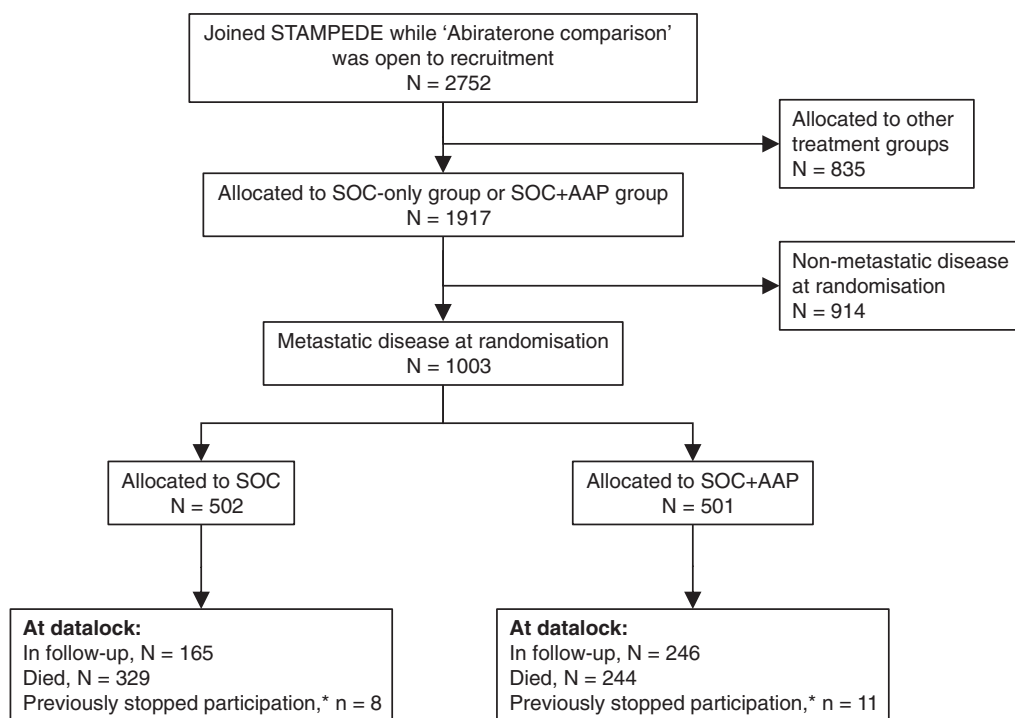 Joined STAMPEDE while ‘Abiraterone comparison’
was open to recruitment
N = 2752
Allocated to other
treatment groups
N = 835
Allocated to SOC-only group or SOC+AAP group
N = 1917
Non-metastatic disease
at randomisation
N = 914
Metastatic disease at randomisation
N = 1003
Allocated to SOC
N = 502
Allocated to SOC+AAP
N = 501
At datalock:
In follow-up, N = 165
Died, N = 329
Previously stopped participation,* n = 8
At datalock:
In follow-up, N = 246
Died, N = 244
Previously stopped participation,* n = 11